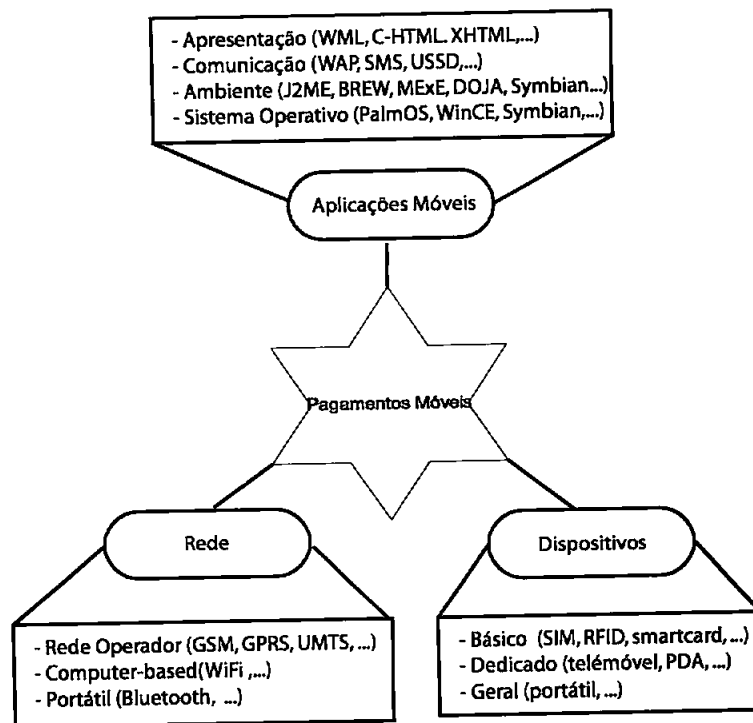 - Apresentação (WML, C-HTML. XHTML,...)
- Comunicação (WAP, SMS, USSD,...)
- Ambiente (J2ME, BREW, MExE, DOJA, Symbian...)
- Sistema Operativo (PalmOS, WinCE, Symbian,...)
Aplicações Móveis
Pagamentos Móveis
Rede
Dispositivos
- Rede Operador (GSM, GPRS, UMTS, ...)
- Computer-based(WiFi ,...)
- Portátil (Bluetooth, ...)
- Básico (SIM, RFID, smartcard, ...)
- Dedicado (telémóvel, PDA, ...)
- Geral (portátil, ...)